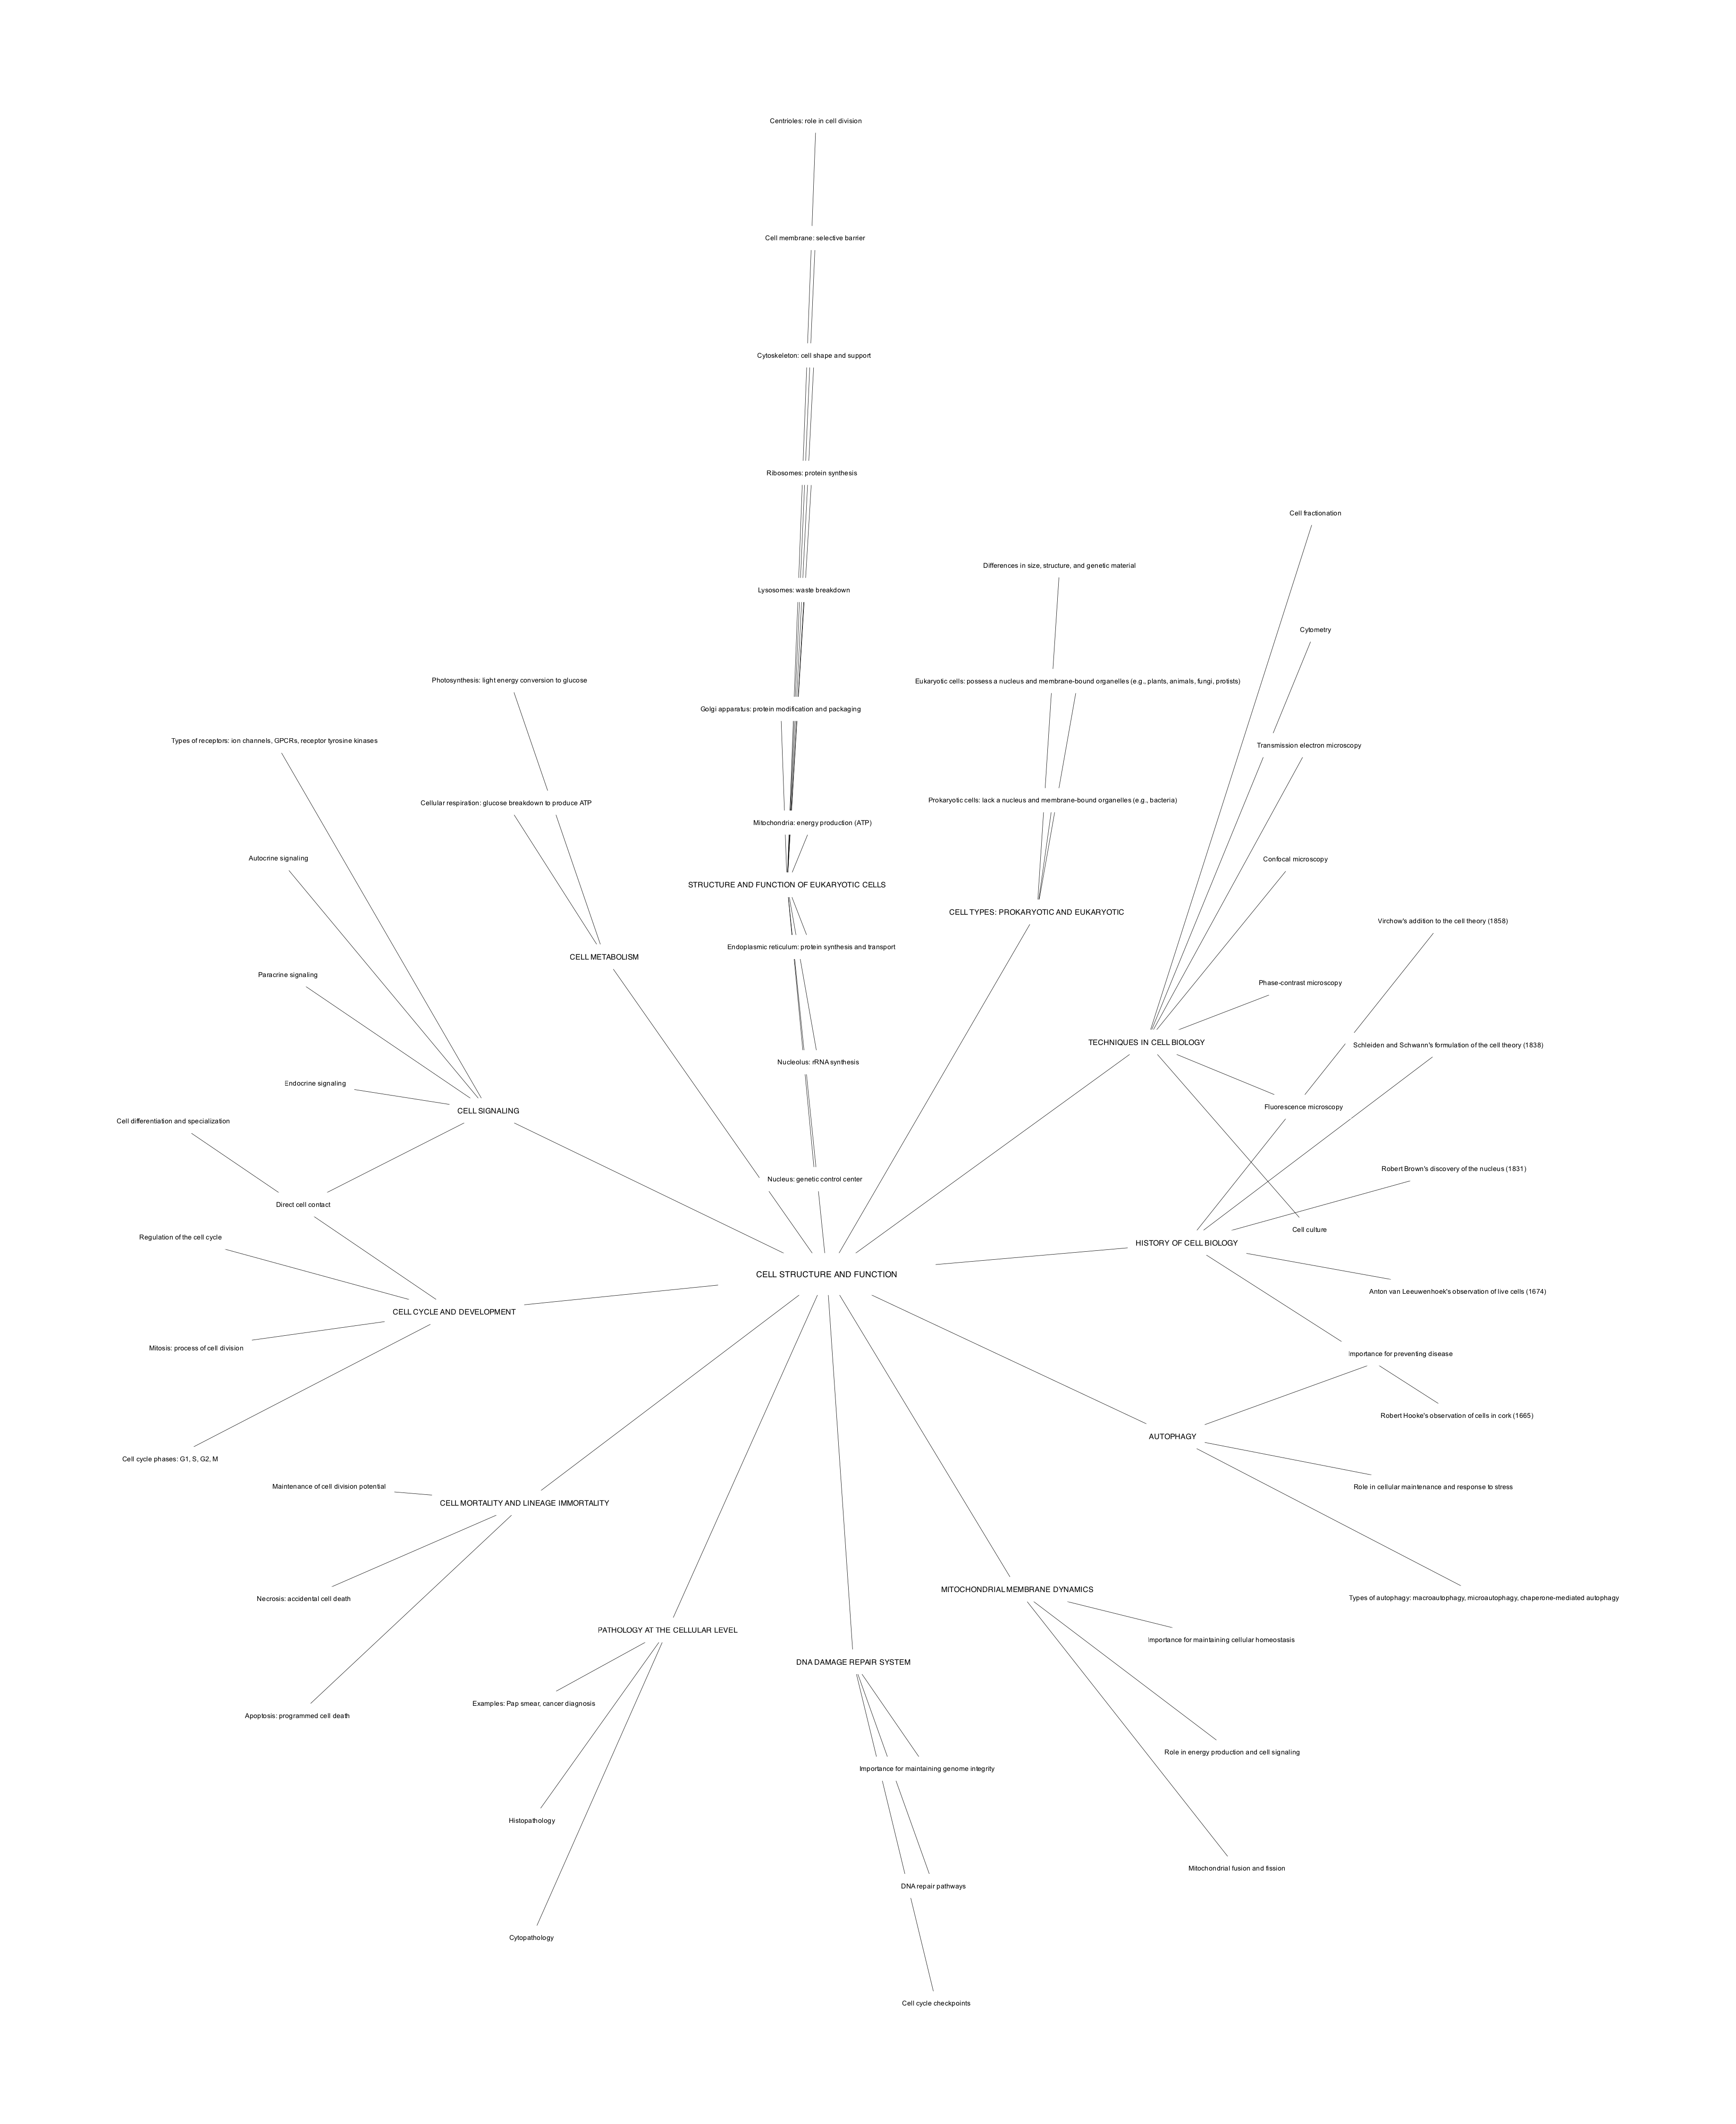 Centrioles: role in cell division
Cell membrane: selective barrier
Cytoskeleton: cell shape and support
Ribosomes: protein synthesis
Cell fractionation
Differences in size, structure, and genetic material
Lysosomes: waste breakdown
Cytometry
Photosynthesis: light energy conversion to glucose
Eukaryotic cells: possess a nucleus and membrane-bound organelles (e.g., plants, animals, fungi, protists)
Golgi apparatus: protein modification and packaging
Types of receptors: ion channels, GPCRs, receptor tyrosine kinases
Transmission electron microscopy
Cellular respiration: glucose breakdown to produce ATP
Prokaryotic cells: lack a nucleus and membrane-bound organelles (e.g., bacteria)
Mitochondria: energy production (ATP)
Autocrine signaling
Confocal microscopy
STRUCTURE AND FUNCTION OF EUKARYOTIC CELLS
CELL TYPES: PROKARYOTIC AND EUKARYOTIC
Virchow's addition to the cell theory (1858)
Endoplasmic reticulum: protein synthesis and transport
CELL METABOLISM
Paracrine signaling
Phase-contrast microscopy
TECHNIQUES IN CELL BIOLOGY
Schleiden and Schwann's formulation of the cell theory (1838)
Nucleolus: rRNA synthesis
Endocrine signaling
Fluorescence microscopy
CELL SIGNALING
Cell differentiation and specialization
Robert Brown's discovery of the nucleus (1831)
Nucleus: genetic control center
Direct cell contact
Cell culture
Regulation of the cell cycle
HISTORY OF CELL BIOLOGY
CELL STRUCTURE AND FUNCTION
Anton van Leeuwenhoek's observation of live cells (1674)
CELL CYCLE AND DEVELOPMENT
Mitosis: process of cell division
Importance for preventing disease
Robert Hooke's observation of cells in cork (1665)
AUTOPHAGY
Cell cycle phases: G1, S, G2, M
Maintenance of cell division potential
Role in cellular maintenance and response to stress
CELL MORTALITY AND LINEAGE IMMORTALITY
MITOCHONDRIAL MEMBRANE DYNAMICS
Necrosis: accidental cell death
Types of autophagy: macroautophagy, microautophagy, chaperone-mediated autophagy
PATHOLOGY AT THE CELLULAR LEVEL
Importance for maintaining cellular homeostasis
DNA DAMAGE REPAIR SYSTEM
Examples: Pap smear, cancer diagnosis
Apoptosis: programmed cell death
Role in energy production and cell signaling
Importance for maintaining genome integrity
Histopathology
Mitochondrial fusion and fission
DNA repair pathways
Cytopathology
Cell cycle checkpoints